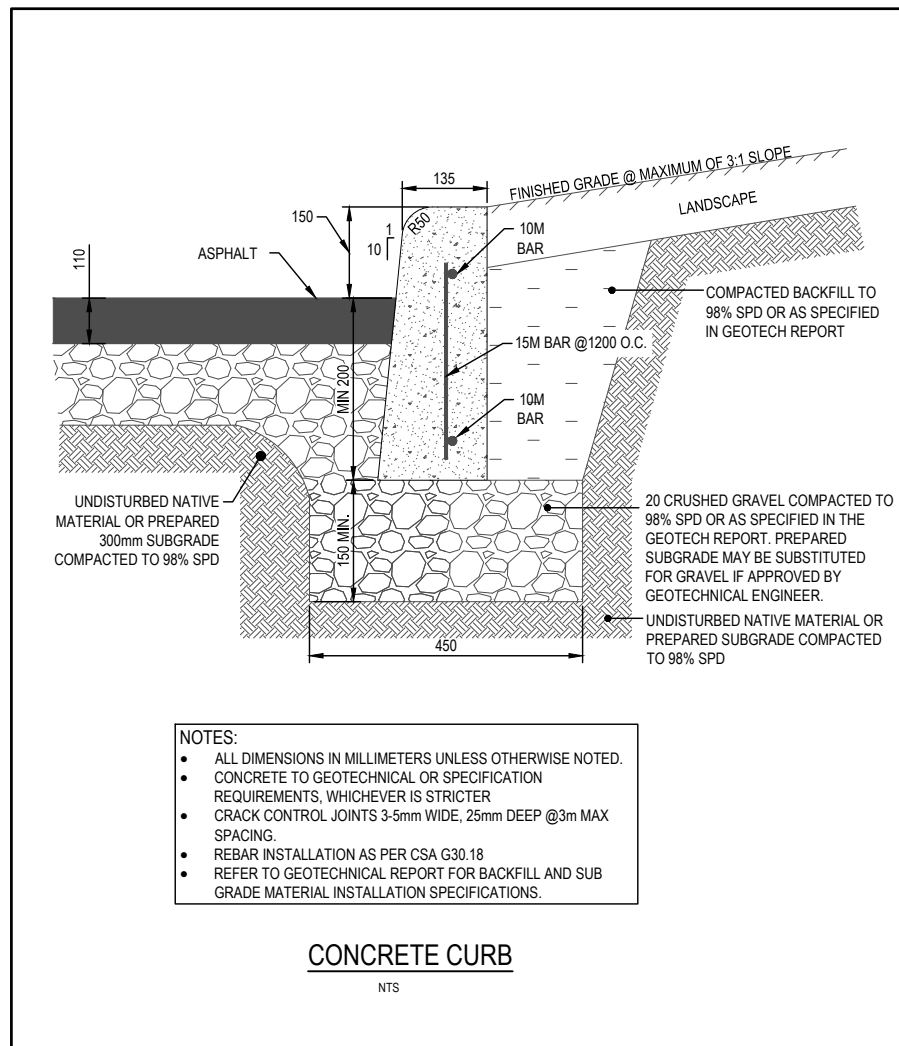 FINISHED GRADE @ MAXIMUM OF 3:1 SLOPE
LANDSCAPE
135
150
R50
1
10
10M
BAR
ASPHALT
110
COMPACTED BACKFILL TO
98% SPD OR AS SPECIFIED
IN GEOTECH REPORT
15M BAR @1200 O.C.
MIN 200
10M
BAR
UNDISTURBED NATIVE
MATERIAL OR PREPARED
300mm SUBGRADE
COMPACTED TO 98% SPD
150 MIN.
20 CRUSHED GRAVEL COMPACTED TO
98% SPD OR AS SPECIFIED IN THE
GEOTECH REPORT. PREPARED
SUBGRADE MAY BE SUBSTITUTED
FOR GRAVEL IF APPROVED BY
GEOTECHNICAL ENGINEER.
UNDISTURBED NATIVE MATERIAL OR
PREPARED SUBGRADE COMPACTED
TO 98% SPD
450
NOTES:
• ALL DIMENSIONS IN MILLIMETERS UNLESS OTHERWISE NOTED.
• CONCRETE TO GEOTECHNICAL OR SPECIFICATION
REQUIREMENTS, WHICHEVER IS STRICTER
• CRACK CONTROL JOINTS 3-5mm WIDE, 25mm DEEP @3m MAX
SPACING.
• REBAR INSTALLATION AS PER CSA G30.18
• REFER TO GEOTECHNICAL REPORT FOR BACKFILL AND SUB
GRADE MATERIAL INSTALLATION SPECIFICATIONS.
CONCRETE CURB
NTS